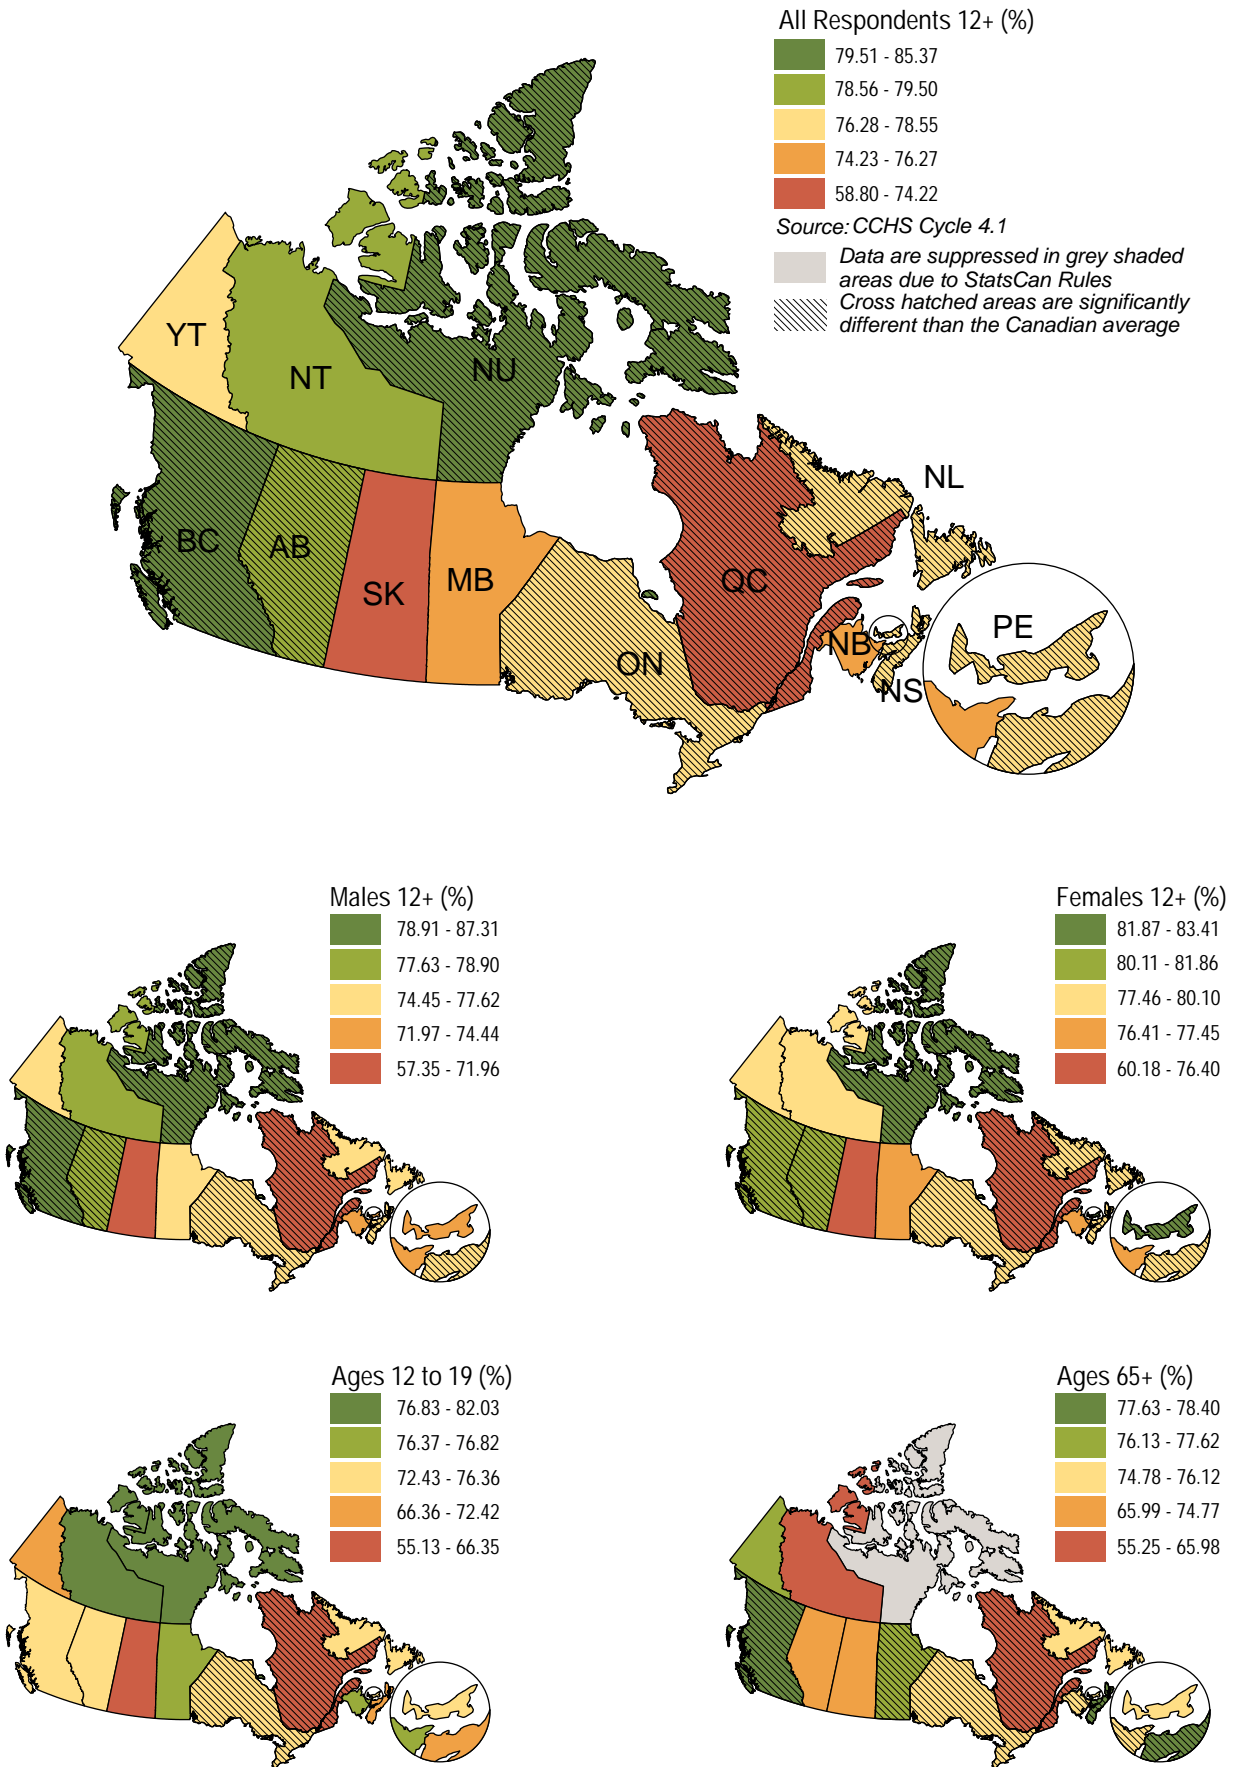 All Respondents 12+ (%)
79.51 - 85.37
78.56 - 79.50
76.28 - 78.55
74.23 - 76.27
58.80 - 74.22
Source: CCHS Cycle 4.1
Data are suppressed in grey shaded
areas due to StatsCan Rules
Cross hatched areas are significantly
different than the Canadian average
YT
NT
NU
NL
BC
AB
SK
MB
QC
ON
NB
NS
PE
Males 12+ (%)
78.91 - 87.31
77.63 - 78.90
74.45 - 77.62
71.97 - 74.44
57.35 - 71.96
Females 12+ (%)
81.87 - 83.41
80.11 - 81.86
77.46 - 80.10
76.41 - 77.45
60.18 - 76.40
Ages 12 to 19 (%)
76.83 - 82.03
76.37 - 76.82
72.43 - 76.36
66.36 - 72.42
55.13 - 66.35
Ages 65+ (%)
77.63 - 78.40
76.13 - 77.62
74.78 - 76.12
65.99 - 74.77
55.25 - 65.98